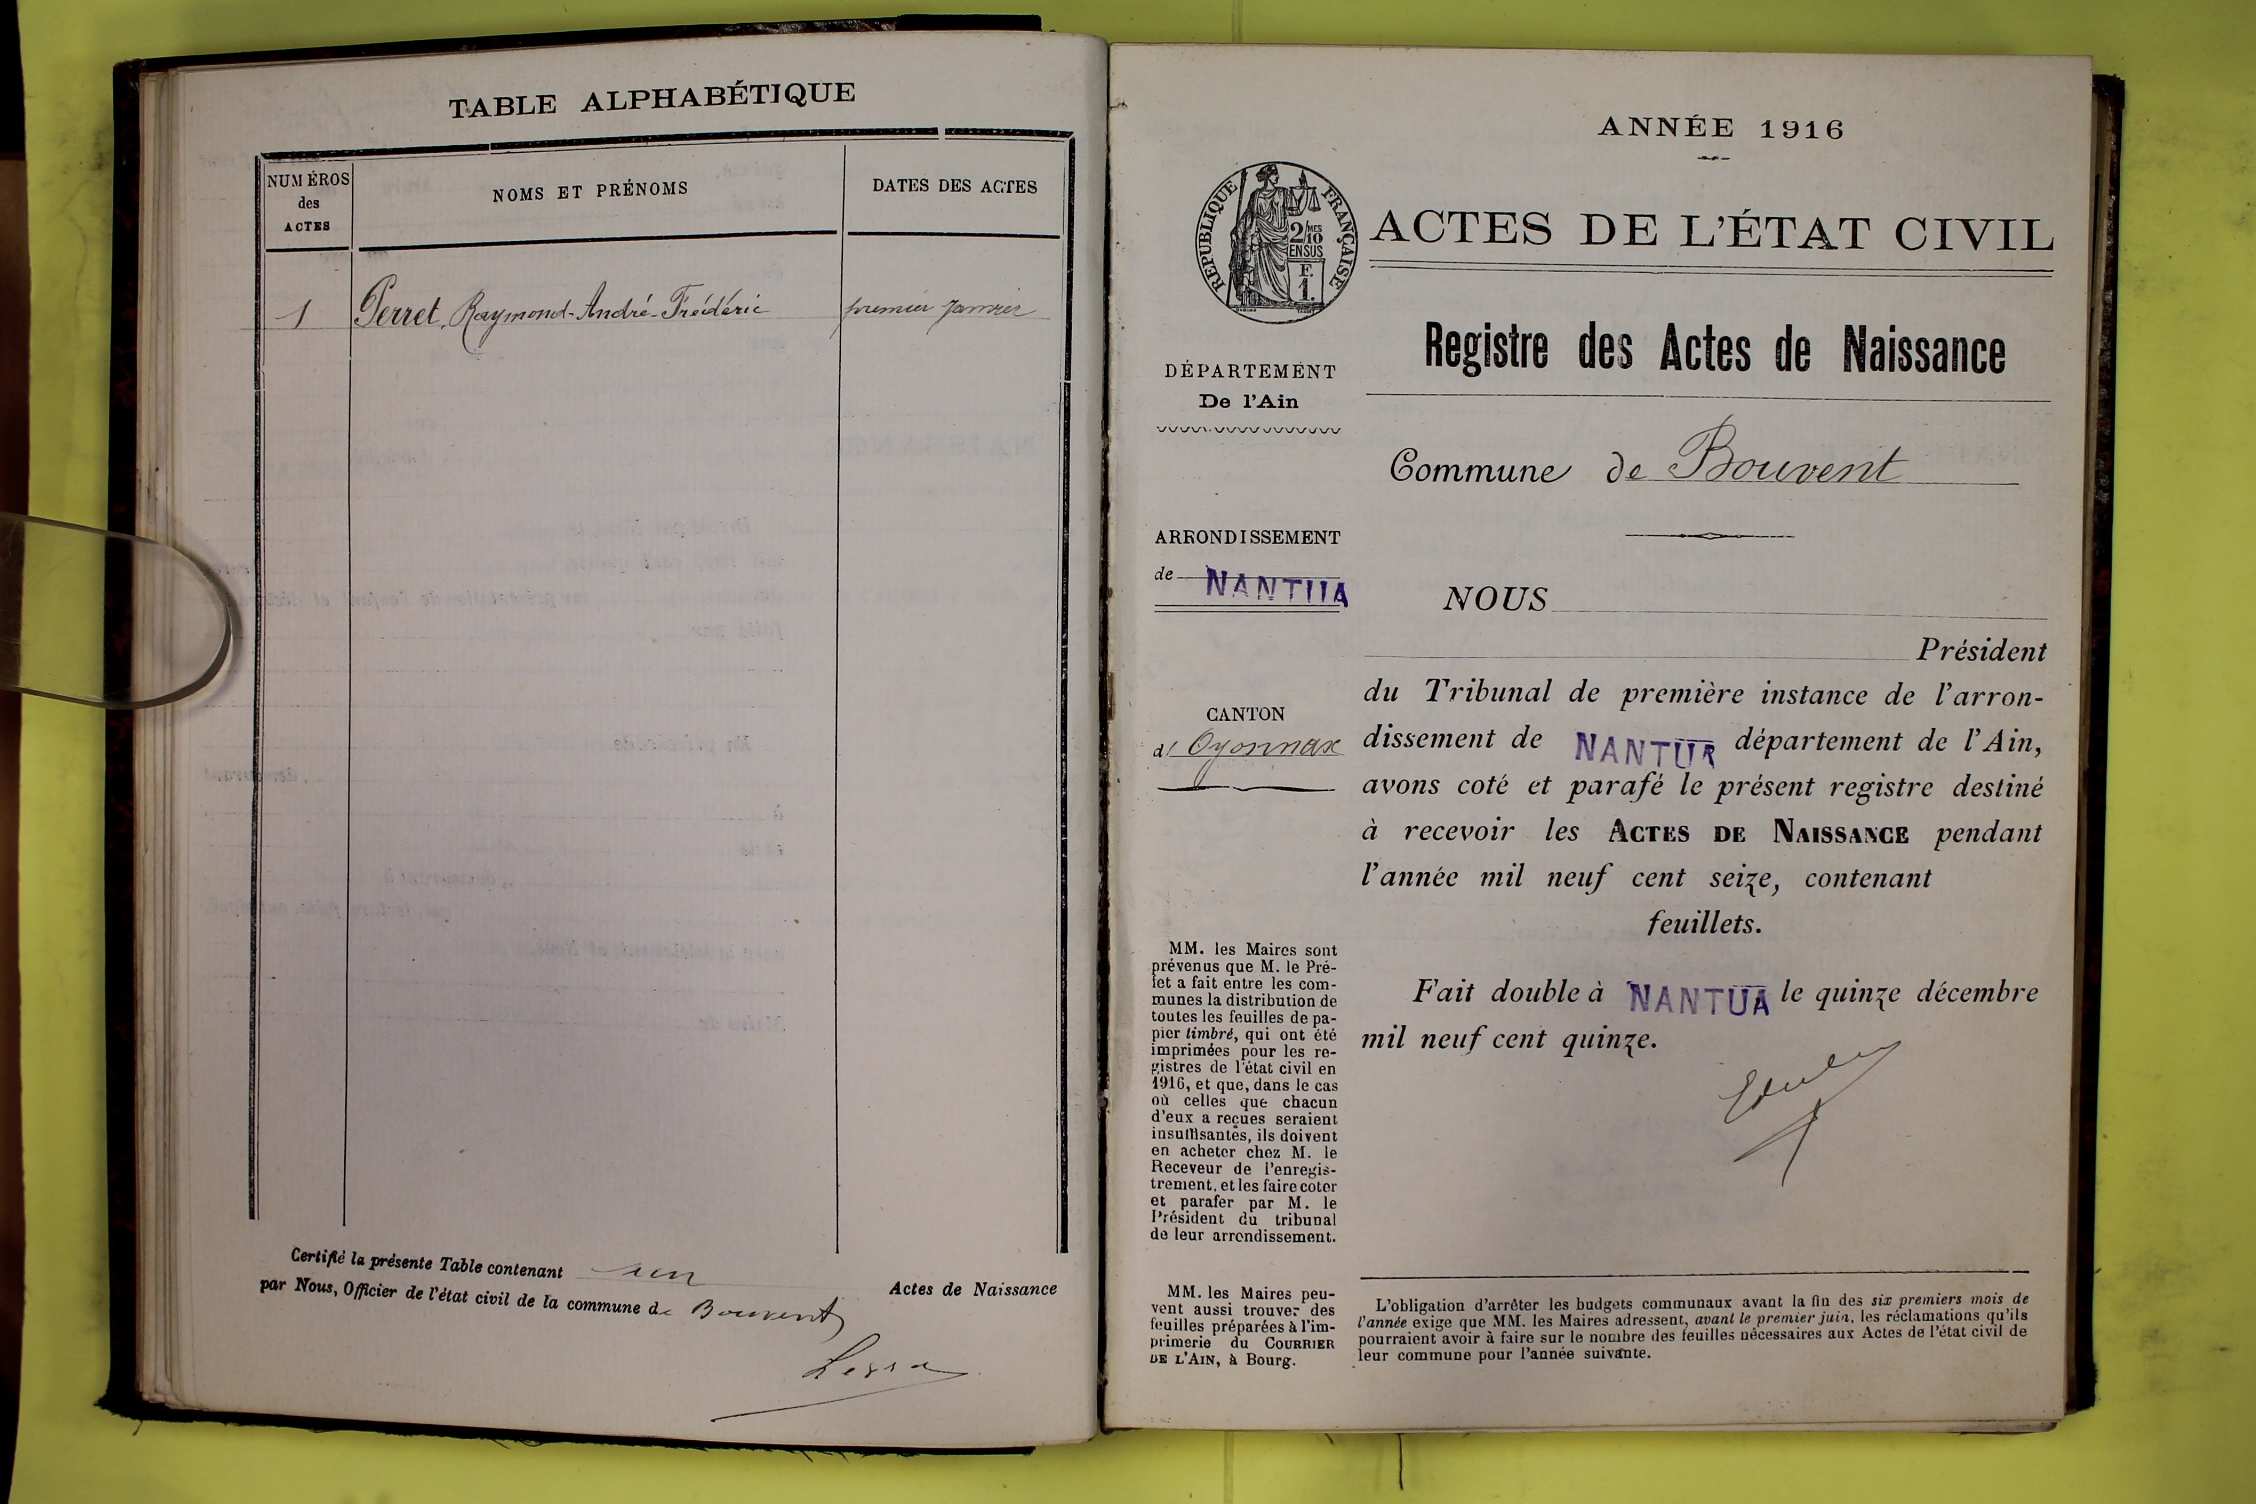 TABLE ALPHABÉTIQUE
NUMÉROS
des
ACTES
NOMS ET PRÉNOMS
DATES DES ACTES
1 Perret, Raymond-André-Frédéric premier Janvier
Certifié la présente Table contenant un Actes de Naissance
par Nous, Officier de l'état civil de la commune de Bouvent
ANNÉE 1916
RÉPUBLIQUE FRANÇAISE
2/10 MES
EN SUS
F.
1.
ACTES DE L'ÉTAT CIVIL
Registre des Actes de Naissance
DÉPARTEMENT
De l'Ain
Commune de Bouvent
ARRONDISSEMENT
de NANTUA
CANTON
d'Oyonnax
NOUS
Président
du Tribunal de première instance de l'arron-
dissement de NANTUA département de l'Ain,
avons coté et parafé le présent registre destiné
à recevoir les ACTES DE NAISSANCE pendant
l'année mil neuf cent seize, contenant
feuillets.
Fait double à NANTUA le quinze décembre
mil neuf cent quinze.
MM. les Maires sont
prévenus que M. le Pré-
fet a fait entre les com-
munes la distribution de
toutes les feuilles de pa-
pier timbré, qui ont été
imprimées pour les re-
gistres de l'état civil en
1916, et que, dans le cas
où celles que chacun
d'eux a reçues seraient
insuffisantes, ils doivent
en acheter chez M. le
Receveur de l'enregis-
trement, et les faire coter
et parafer par M. le
Président du tribunal
de leur arrondissement.
MM. les Maires peu-
vent aussi trouver des
feuilles préparées à l'im-
primerie du COURRIER
DE L'AIN, à Bourg.
L'obligation d'arrêter les budgets communaux avant la fin des six premiers mois de
l'année exige que MM. les Maires adressent, avant le premier juin, les réclamations qu'ils
pourraient avoir à faire sur le nombre des feuilles nécessaires aux Actes de l'état civil de
leur commune pour l'année suivante.